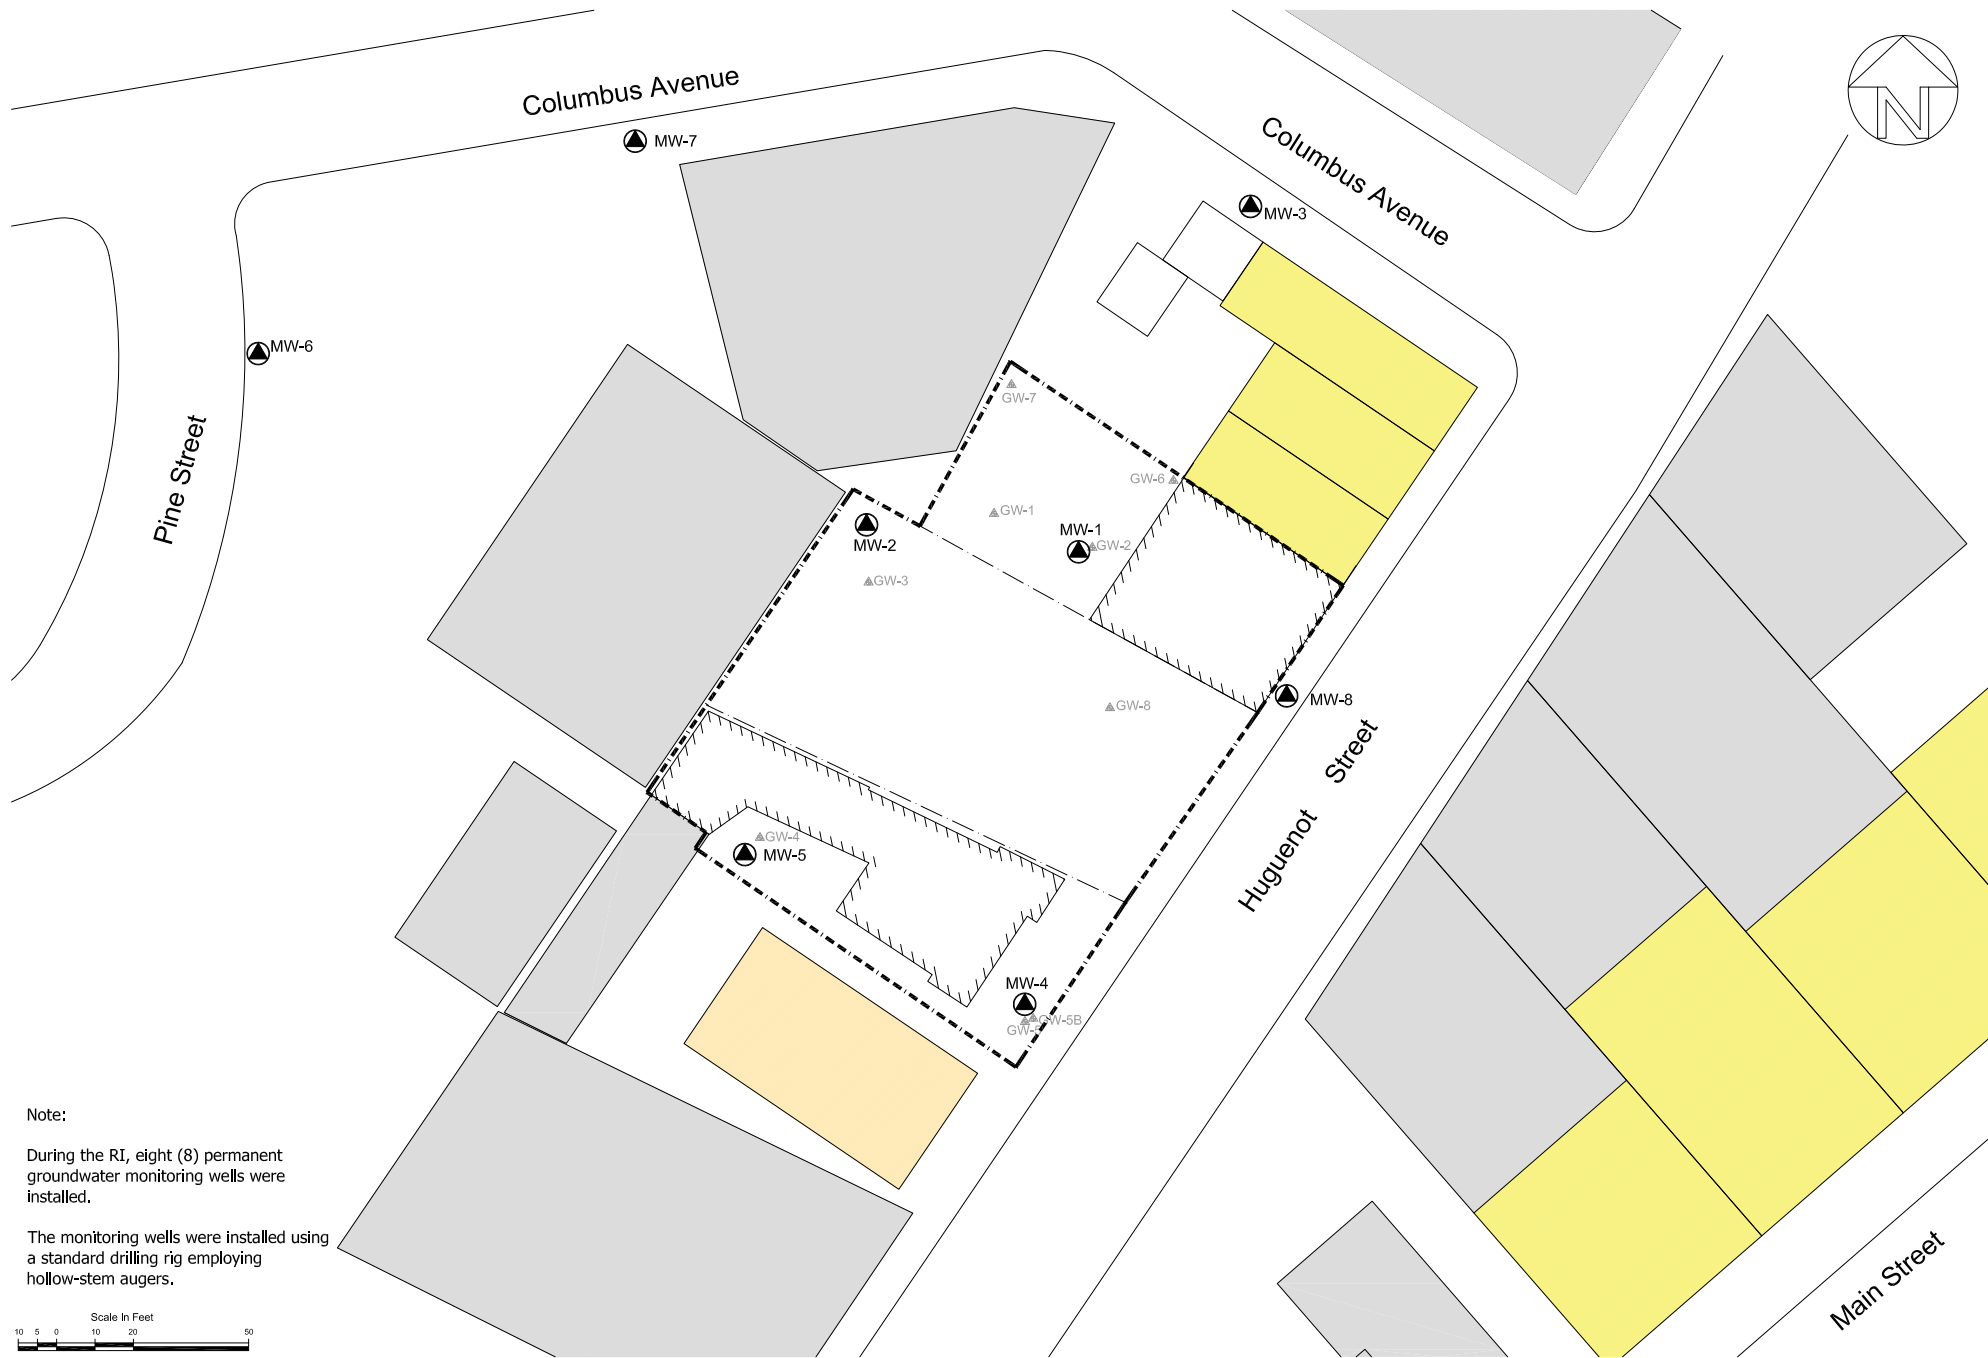 Columbus Avenue
MW-7
Columbus Avenue
MW-3
N
MW-6
GW-7
Pine Street
GW-6
GW-1
MW-1
GW-2
MW-2
GW-3
MW-8
GW-8
Huguenot Street
GW-4
MW-5
MW-4
GW-5B
GW-5
Main Street
Note:
During the RI, eight (8) permanent
groundwater monitoring wells were
installed.
The monitoring wells were installed using
a standard drilling rig employing
hollow-stem augers.
Scale In Feet
10 5 0 10 20 50